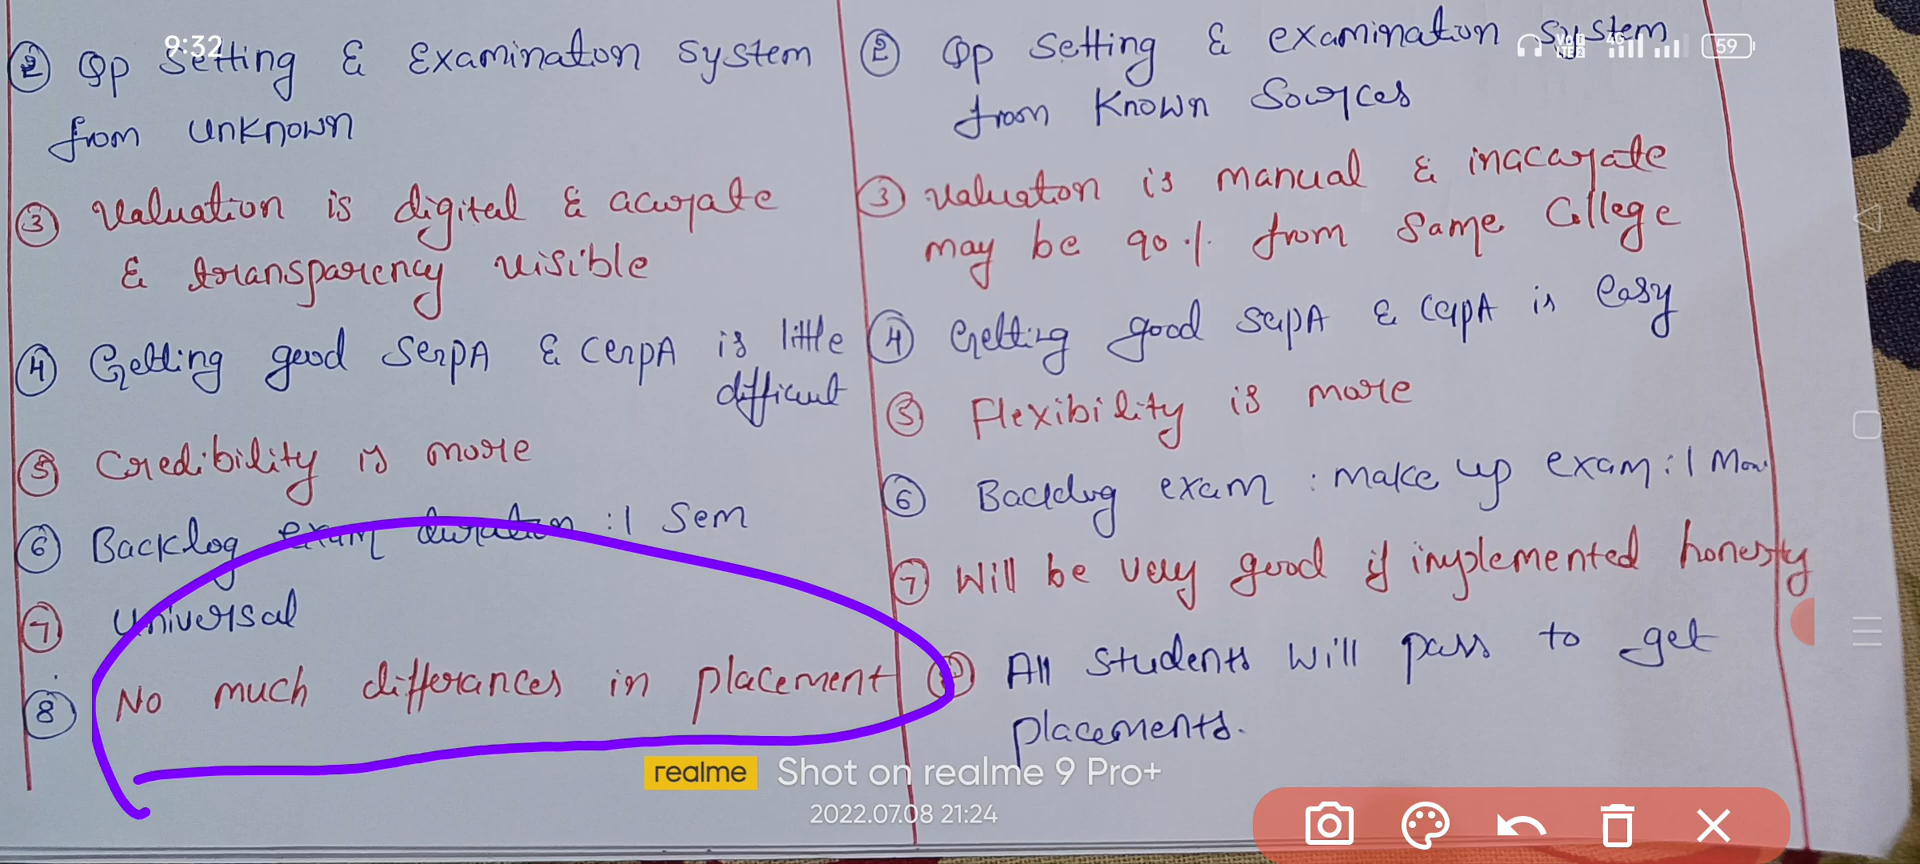 9:32
59
② Qp Setting & Examination System
from Unknown
③ Valuation is digital & acurate
& transparency visible
④ Getting good SGPA & CGPA is little
difficult
⑤ Credibility is more
⑥ Backlog exam duration : 1 Sem
⑦ Universal
⑧ No much differances in placement
② Qp Setting & examination System
from Known Sources
③ Valuation is manual & inacurate
may be 90 % from Same College
④ Getting good SGPA & CGPA is easy
⑤ Flexibility is more
⑥ Backlog exam : make up exam : 1 Mon
⑦ Will be very good if implemented honestly
All Students will pass to get
placements.
realme Shot on realme 9 Pro+
2022.07.08 21:24